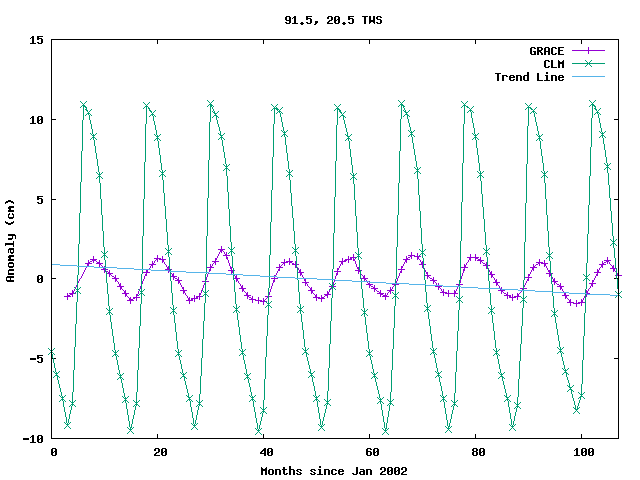 91.5, 20.5 TWS
GRACE
CLM
Trend Line
15
10
5
0
-5
-10
Anomaly (cm)
0 20 40 60 80 100
Months since Jan 2002